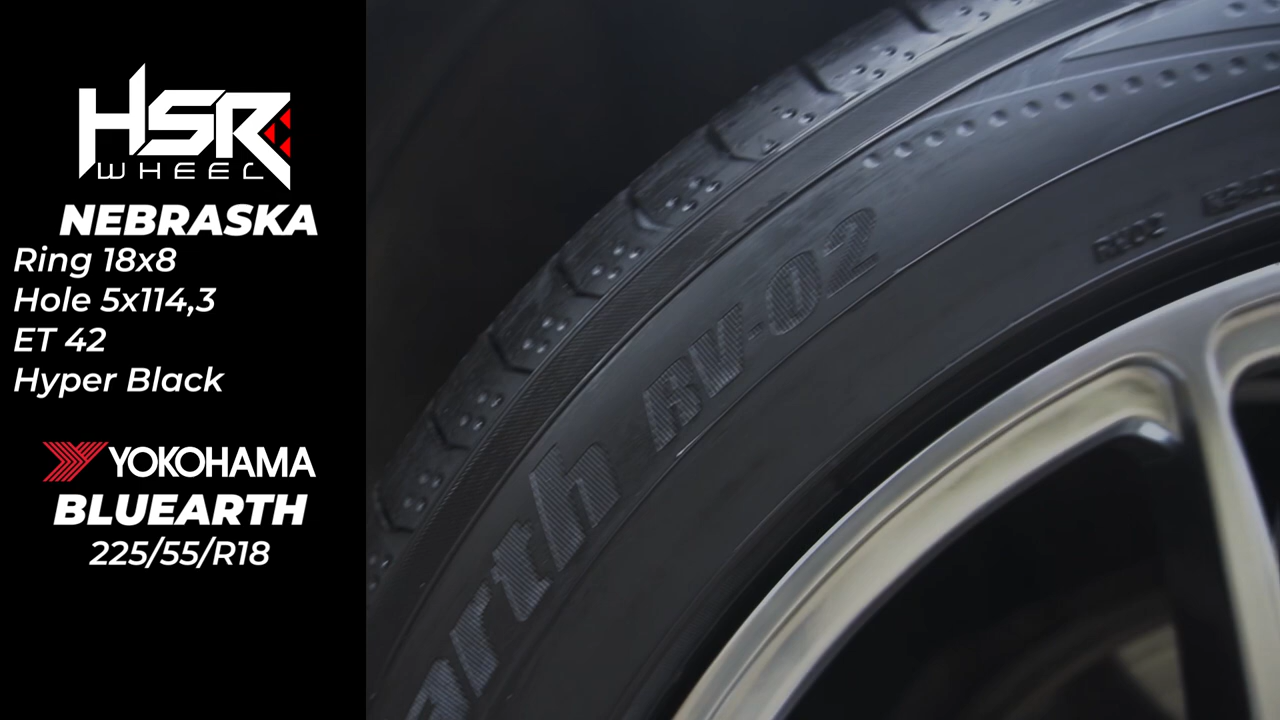 HSR
WHEEL
NEBRASKA
Ring 18x8
Hole 5x114,3
ET 42
Hyper Black
YOKOHAMA
BLUEARTH
225/55/R18
arth RV-02